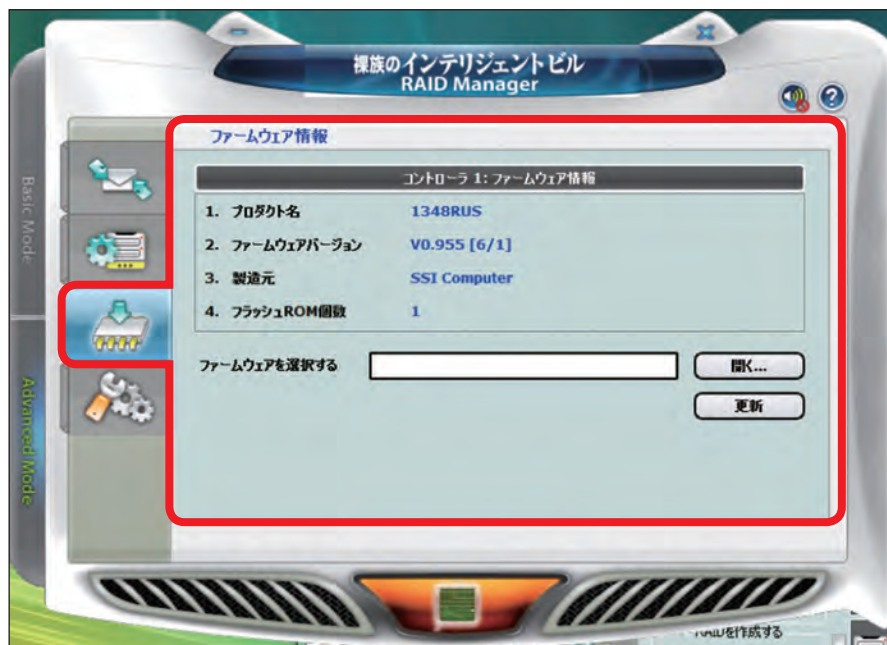 裸族のインテリジェントビル
RAID Manager
Basic Mode
Advanced Mode
ファームウェア情報
コントローラ 1: ファームウェア情報
1. プロダクト名 1348RUS
2. ファームウェアバージョン V0.955 [6/1]
3. 製造元 SSI Computer
4. フラッシュROM個数 1
ファームウェアを選択する 開く...
更新
RAIDを作成する